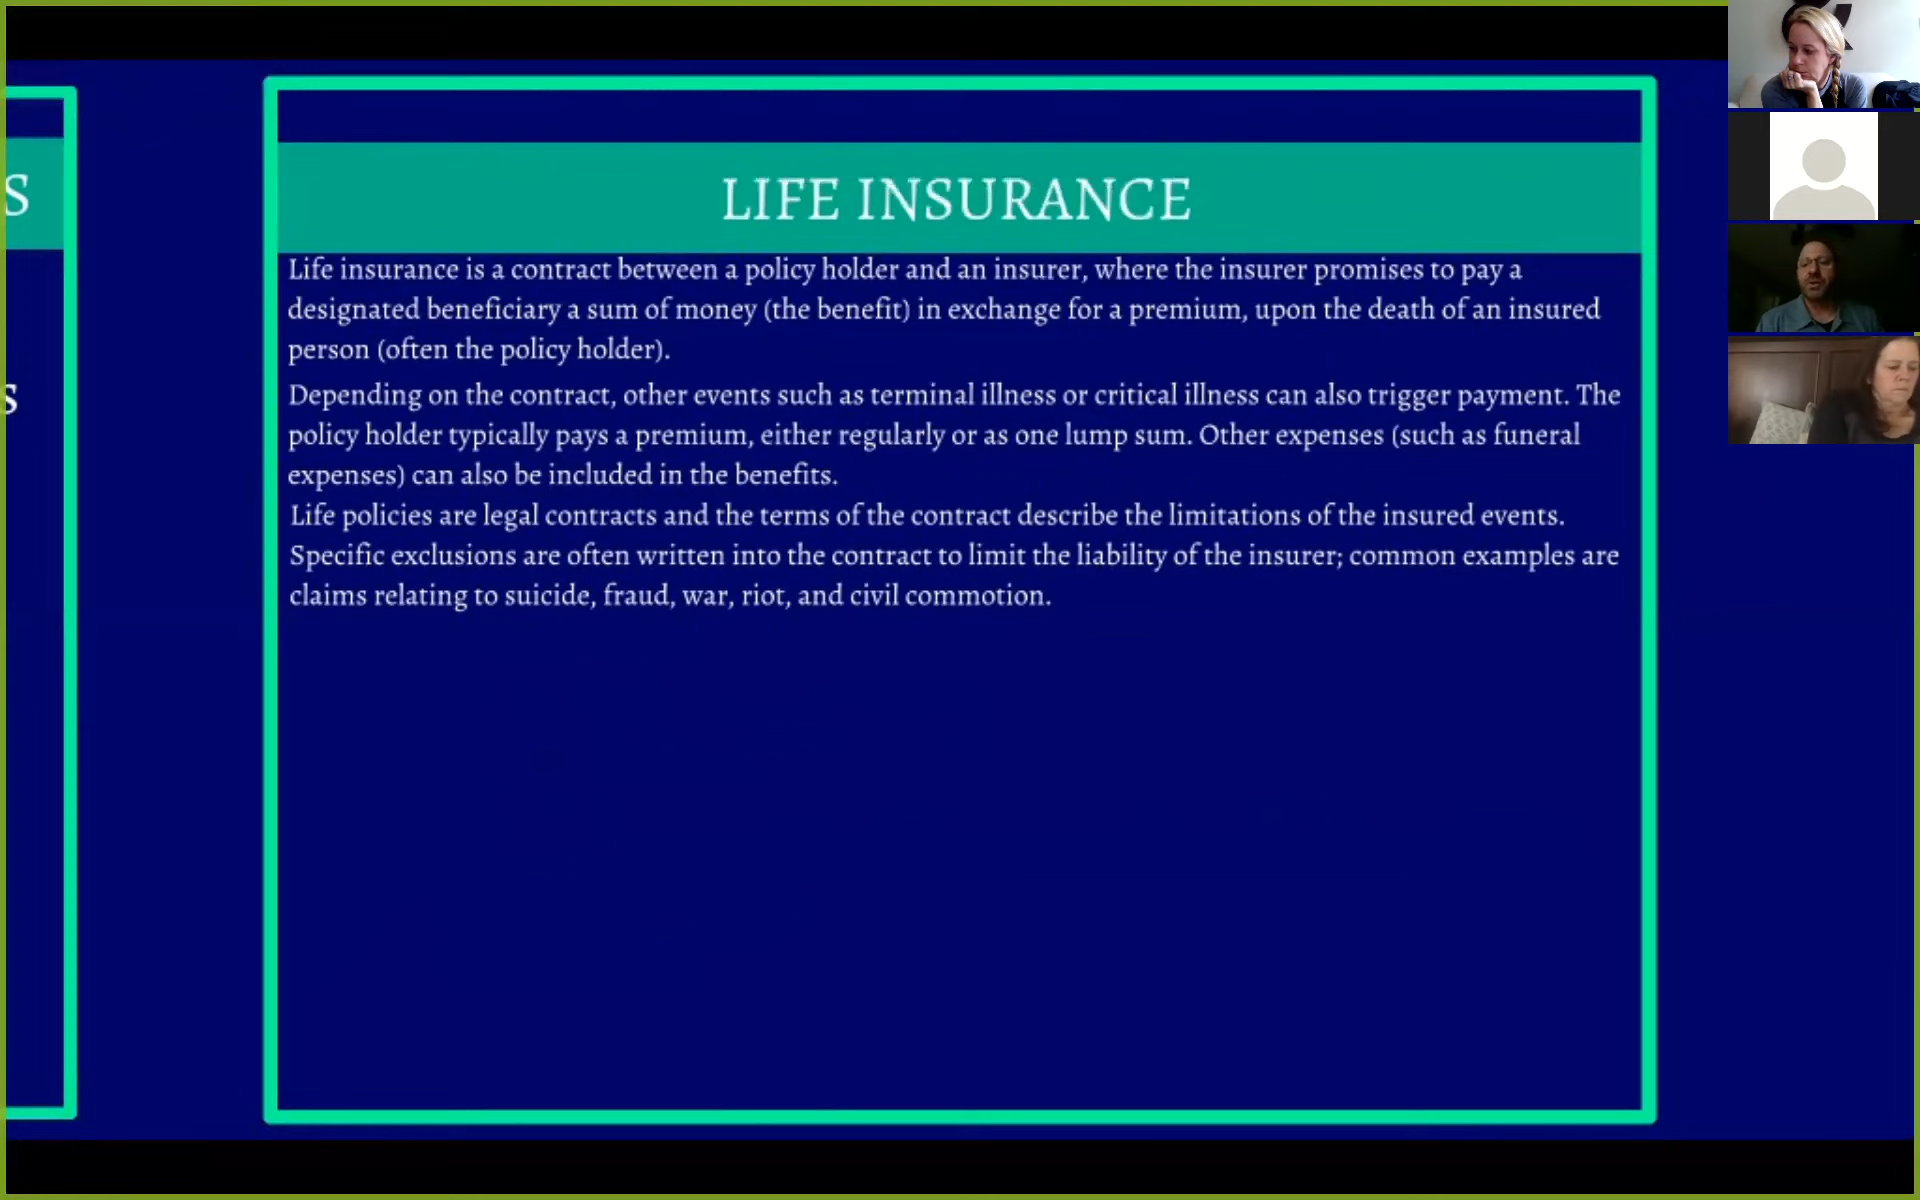 S
S
LIFE INSURANCE
Life insurance is a contract between a policy holder and an insurer, where the insurer promises to pay a
designated beneficiary a sum of money (the benefit) in exchange for a premium, upon the death of an insured
person (often the policy holder).
Depending on the contract, other events such as terminal illness or critical illness can also trigger payment. The
policy holder typically pays a premium, either regularly or as one lump sum. Other expenses (such as funeral
expenses) can also be included in the benefits.
Life policies are legal contracts and the terms of the contract describe the limitations of the insured events.
Specific exclusions are often written into the contract to limit the liability of the insurer; common examples are
claims relating to suicide, fraud, war, riot, and civil commotion.